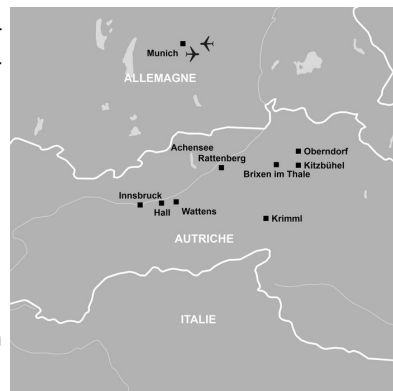 Munich
ALLEMAGNE
Achensee
Rattenberg
Oberndorf
Kitzbühel
Brixen im Thale
Innsbruck
Hall
Wattens
Krimml
AUTRICHE
ITALIE